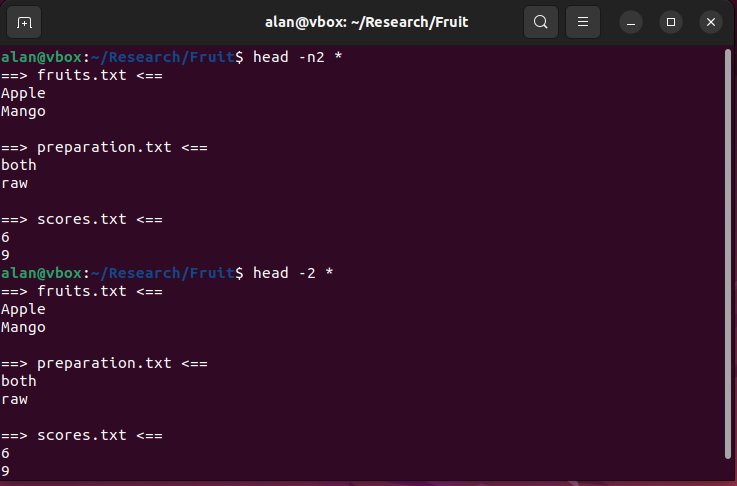 alan@vbox: ~/Research/Fruit
alan@vbox:~/Research/Fruit$ head -n2 *
==> fruits.txt <==
Apple
Mango

==> preparation.txt <==
both
raw

==> scores.txt <==
6
9
alan@vbox:~/Research/Fruit$ head -2 *
==> fruits.txt <==
Apple
Mango

==> preparation.txt <==
both
raw

==> scores.txt <==
6
9